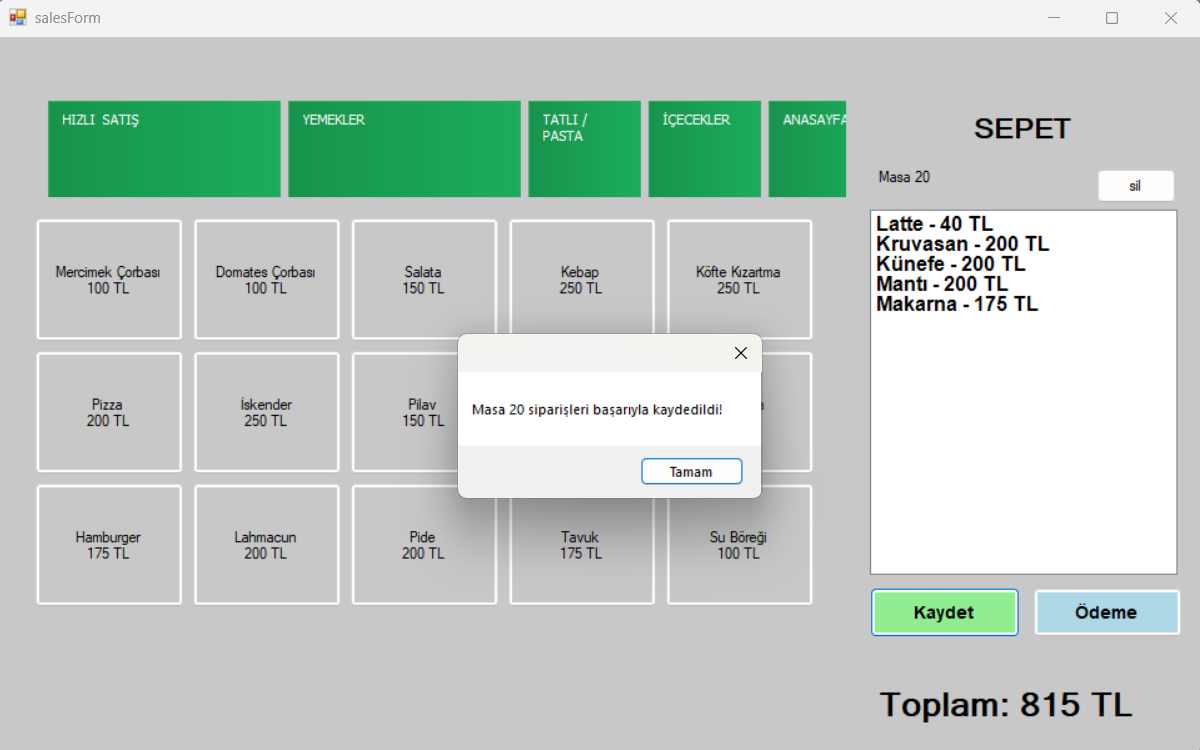 salesForm
HIZLI SATIŞ
YEMEKLER
TATLI /
PASTA
İÇECEKLER
ANASAYFA
SEPET
Masa 20
sil
Latte - 40 TL
Kruvasan - 200 TL
Künefe - 200 TL
Mantı - 200 TL
Makarna - 175 TL
Mercimek Çorbası
100 TL
Domates Çorbası
100 TL
Salata
150 TL
Kebap
250 TL
Köfte Kızartma
250 TL
Pizza
200 TL
İskender
250 TL
Pilav
150 TL
Masa 20 siparişleri başarıyla kaydedildi!
Tamam
Hamburger
175 TL
Lahmacun
200 TL
Pide
200 TL
Tavuk
175 TL
Su Böreği
100 TL
Kaydet
Ödeme
Toplam: 815 TL